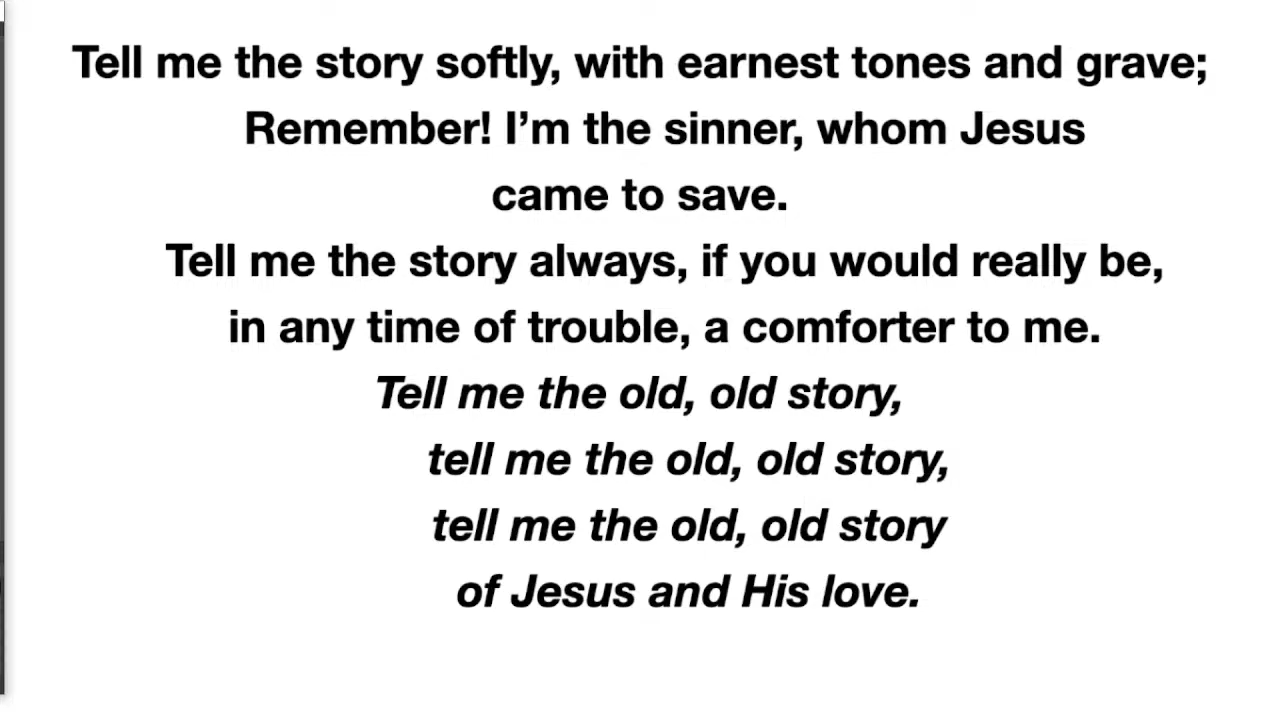 Tell me the story softly, with earnest tones and grave;
Remember! I’m the sinner, whom Jesus
came to save.
Tell me the story always, if you would really be,
in any time of trouble, a comforter to me.
Tell me the old, old story,
tell me the old, old story,
tell me the old, old story
of Jesus and His love.